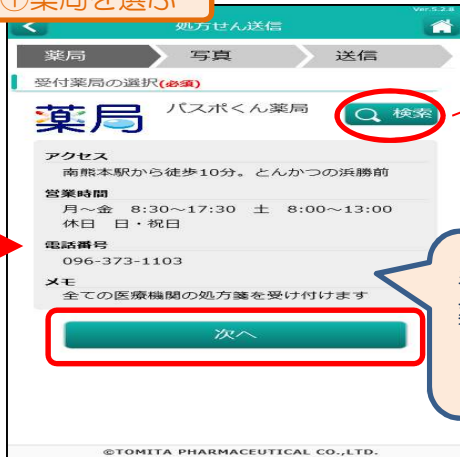 ①薬局を選ぶ
Ver.5.2.8
処方せん送信
薬局
写真
送信
受付薬局の選択(必須)
薬局
パスポくん薬局
検索
アクセス
南熊本駅から徒歩10分。とんかつの浜勝前
営業時間
月～金 8:30～17:30 土 8:00～13:00
休日 日・祝日
電話番号
096-373-1103
メモ
全ての医療機関の処方箋を受け付けます
次へ
©TOMITA PHARMACEUTICAL CO.,LTD.